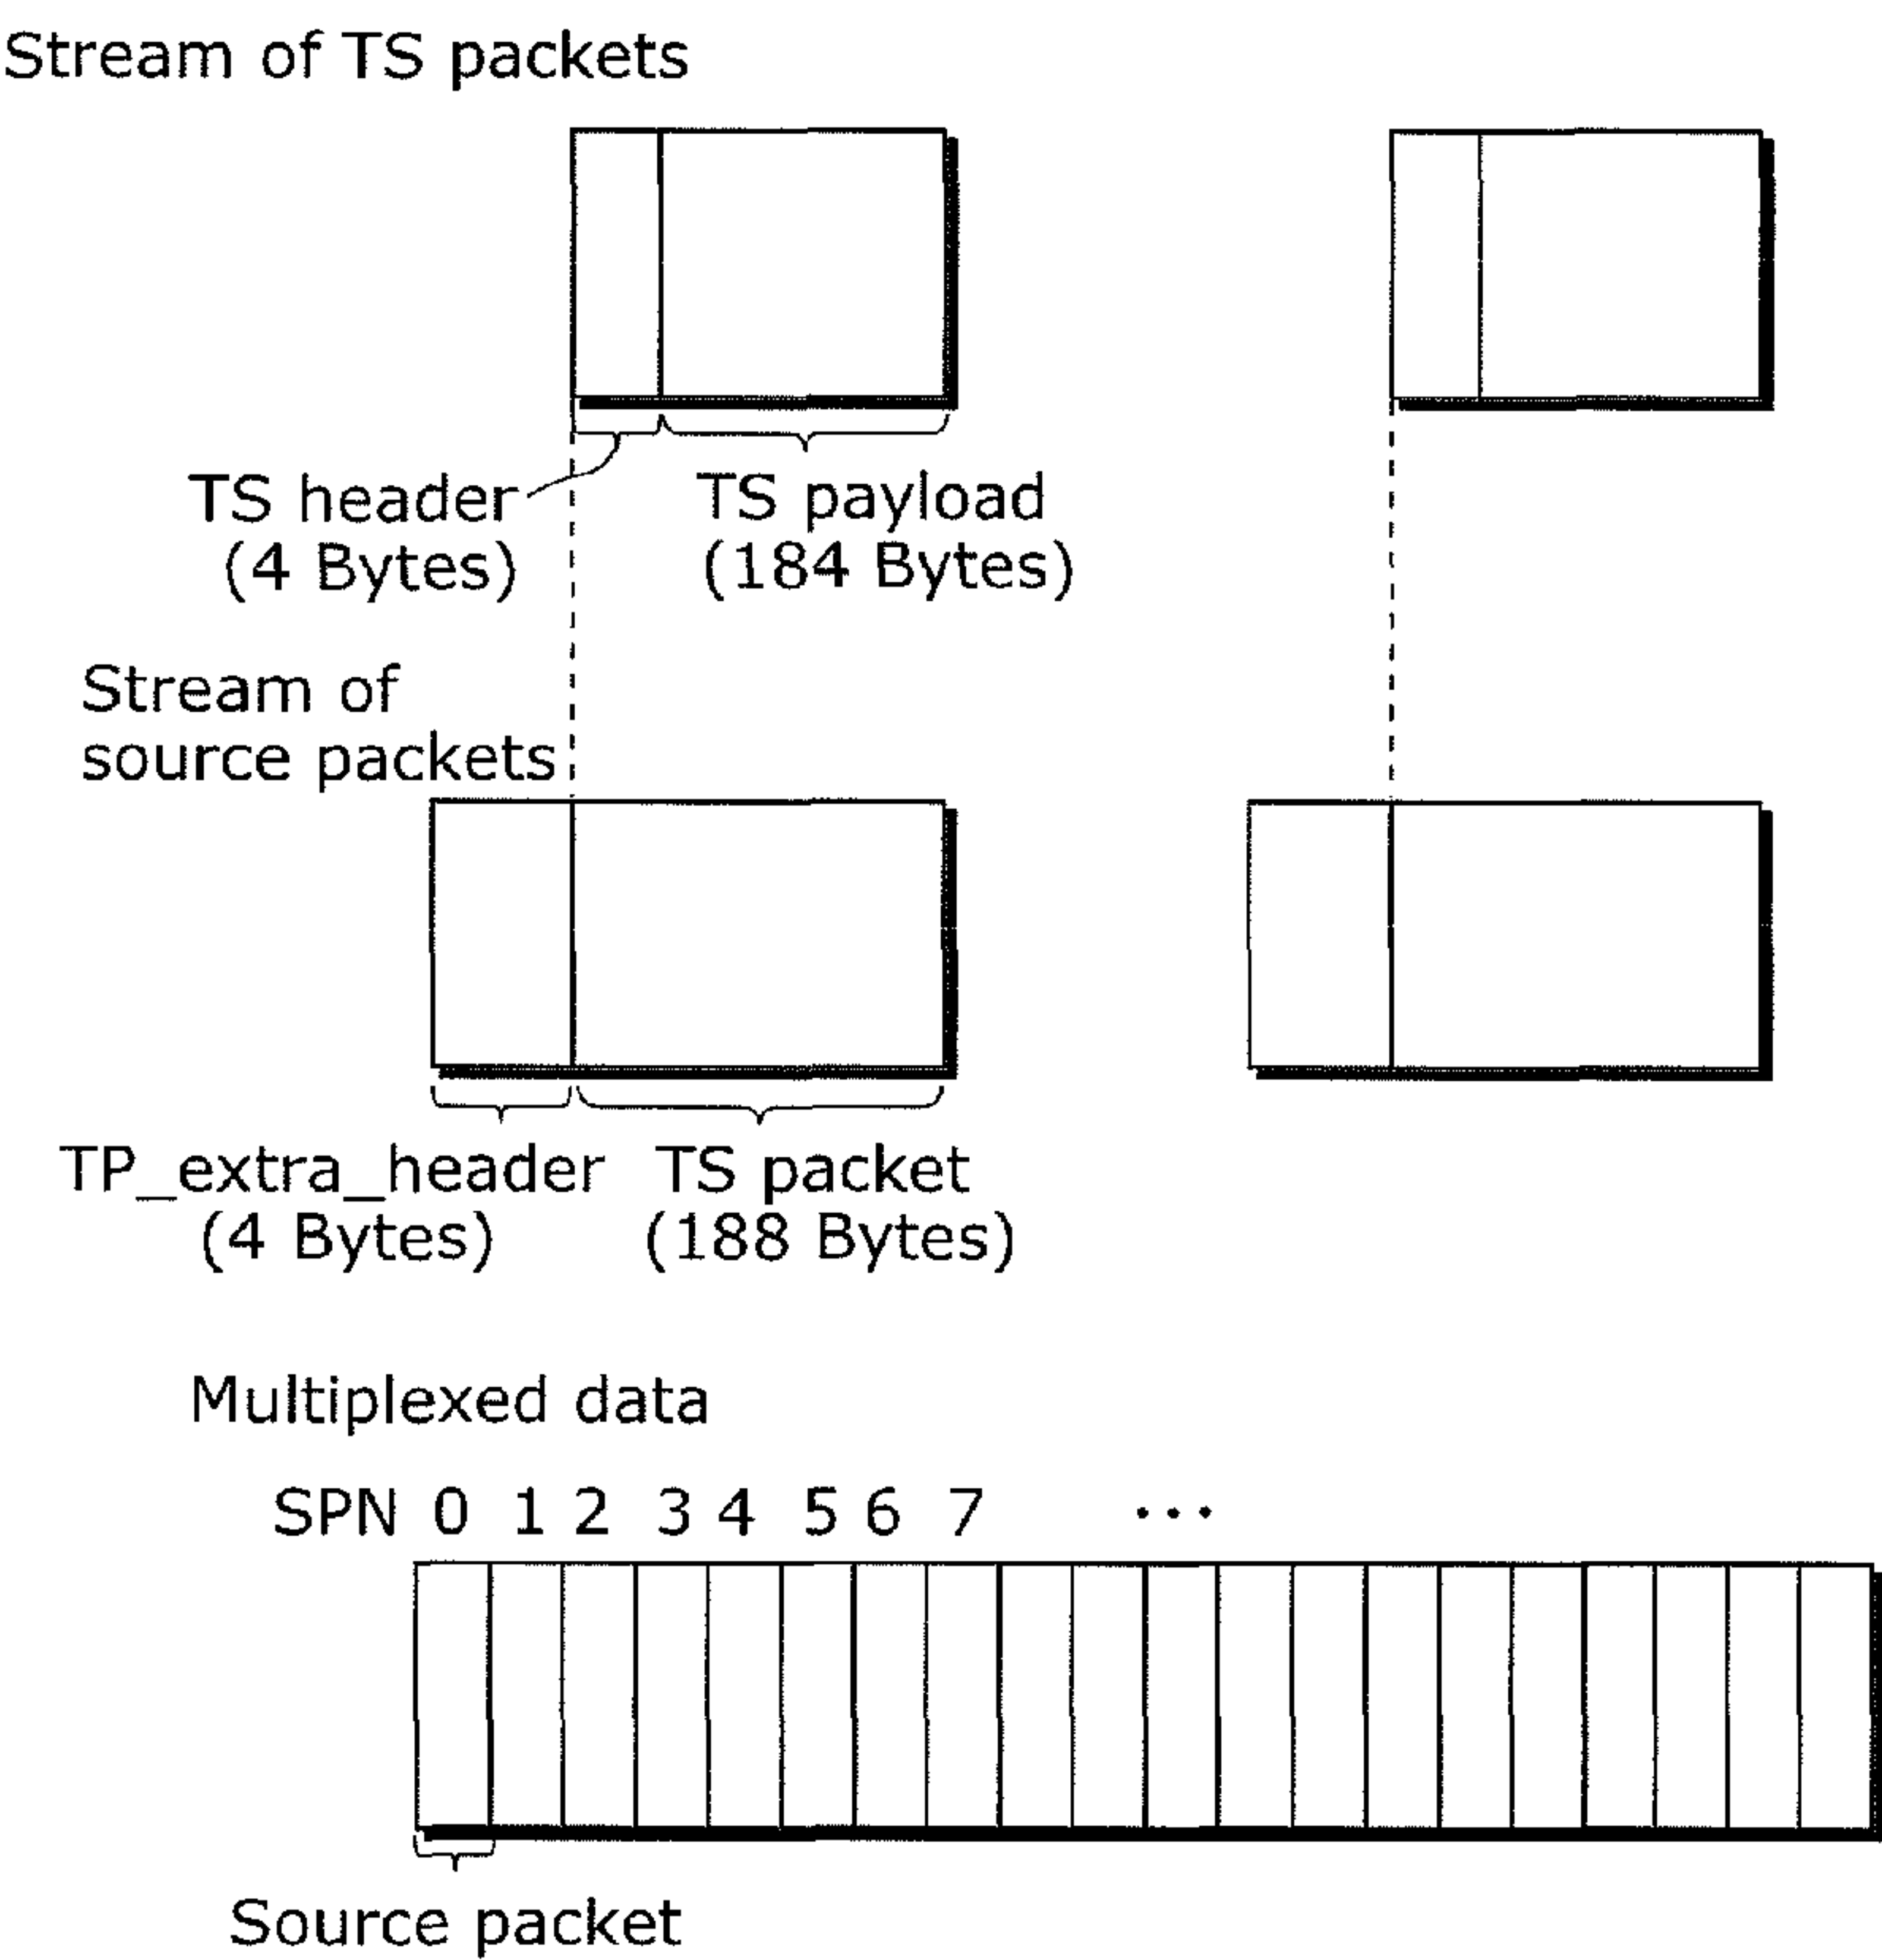 Stream of TS packets
TS header
(4 Bytes)
TS payload
(184 Bytes)
Stream of
source packets
TP_extra_header
(4 Bytes)
TS packet
(188 Bytes)
Multiplexed data
SPN 0 1 2 3 4 5 6 7 ...
Source packet